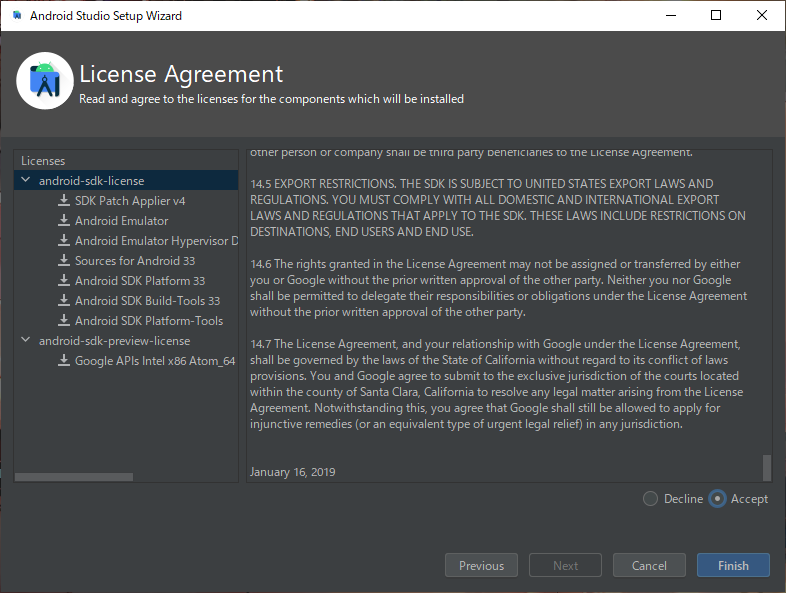 Android Studio Setup Wizard
License Agreement
Read and agree to the licenses for the components which will be installed
Licenses
android-sdk-license
SDK Patch Applier v4
Android Emulator
Android Emulator Hypervisor D
Sources for Android 33
Android SDK Platform 33
Android SDK Build-Tools 33
Android SDK Platform-Tools
android-sdk-preview-license
Google APIs Intel x86 Atom_64
other person or company shall be third party beneficiaries to the License Agreement.
14.5 EXPORT RESTRICTIONS. THE SDK IS SUBJECT TO UNITED STATES EXPORT LAWS AND
REGULATIONS. YOU MUST COMPLY WITH ALL DOMESTIC AND INTERNATIONAL EXPORT
LAWS AND REGULATIONS THAT APPLY TO THE SDK. THESE LAWS INCLUDE RESTRICTIONS ON
DESTINATIONS, END USERS AND END USE.
14.6 The rights granted in the License Agreement may not be assigned or transferred by either
you or Google without the prior written approval of the other party. Neither you nor Google
shall be permitted to delegate their responsibilities or obligations under the License Agreement
without the prior written approval of the other party.
14.7 The License Agreement, and your relationship with Google under the License Agreement,
shall be governed by the laws of the State of California without regard to its conflict of laws
provisions. You and Google agree to submit to the exclusive jurisdiction of the courts located
within the county of Santa Clara, California to resolve any legal matter arising from the License
Agreement. Notwithstanding this, you agree that Google shall still be allowed to apply for
injunctive remedies (or an equivalent type of urgent legal relief) in any jurisdiction.
January 16, 2019
Decline
Accept
Previous
Next
Cancel
Finish